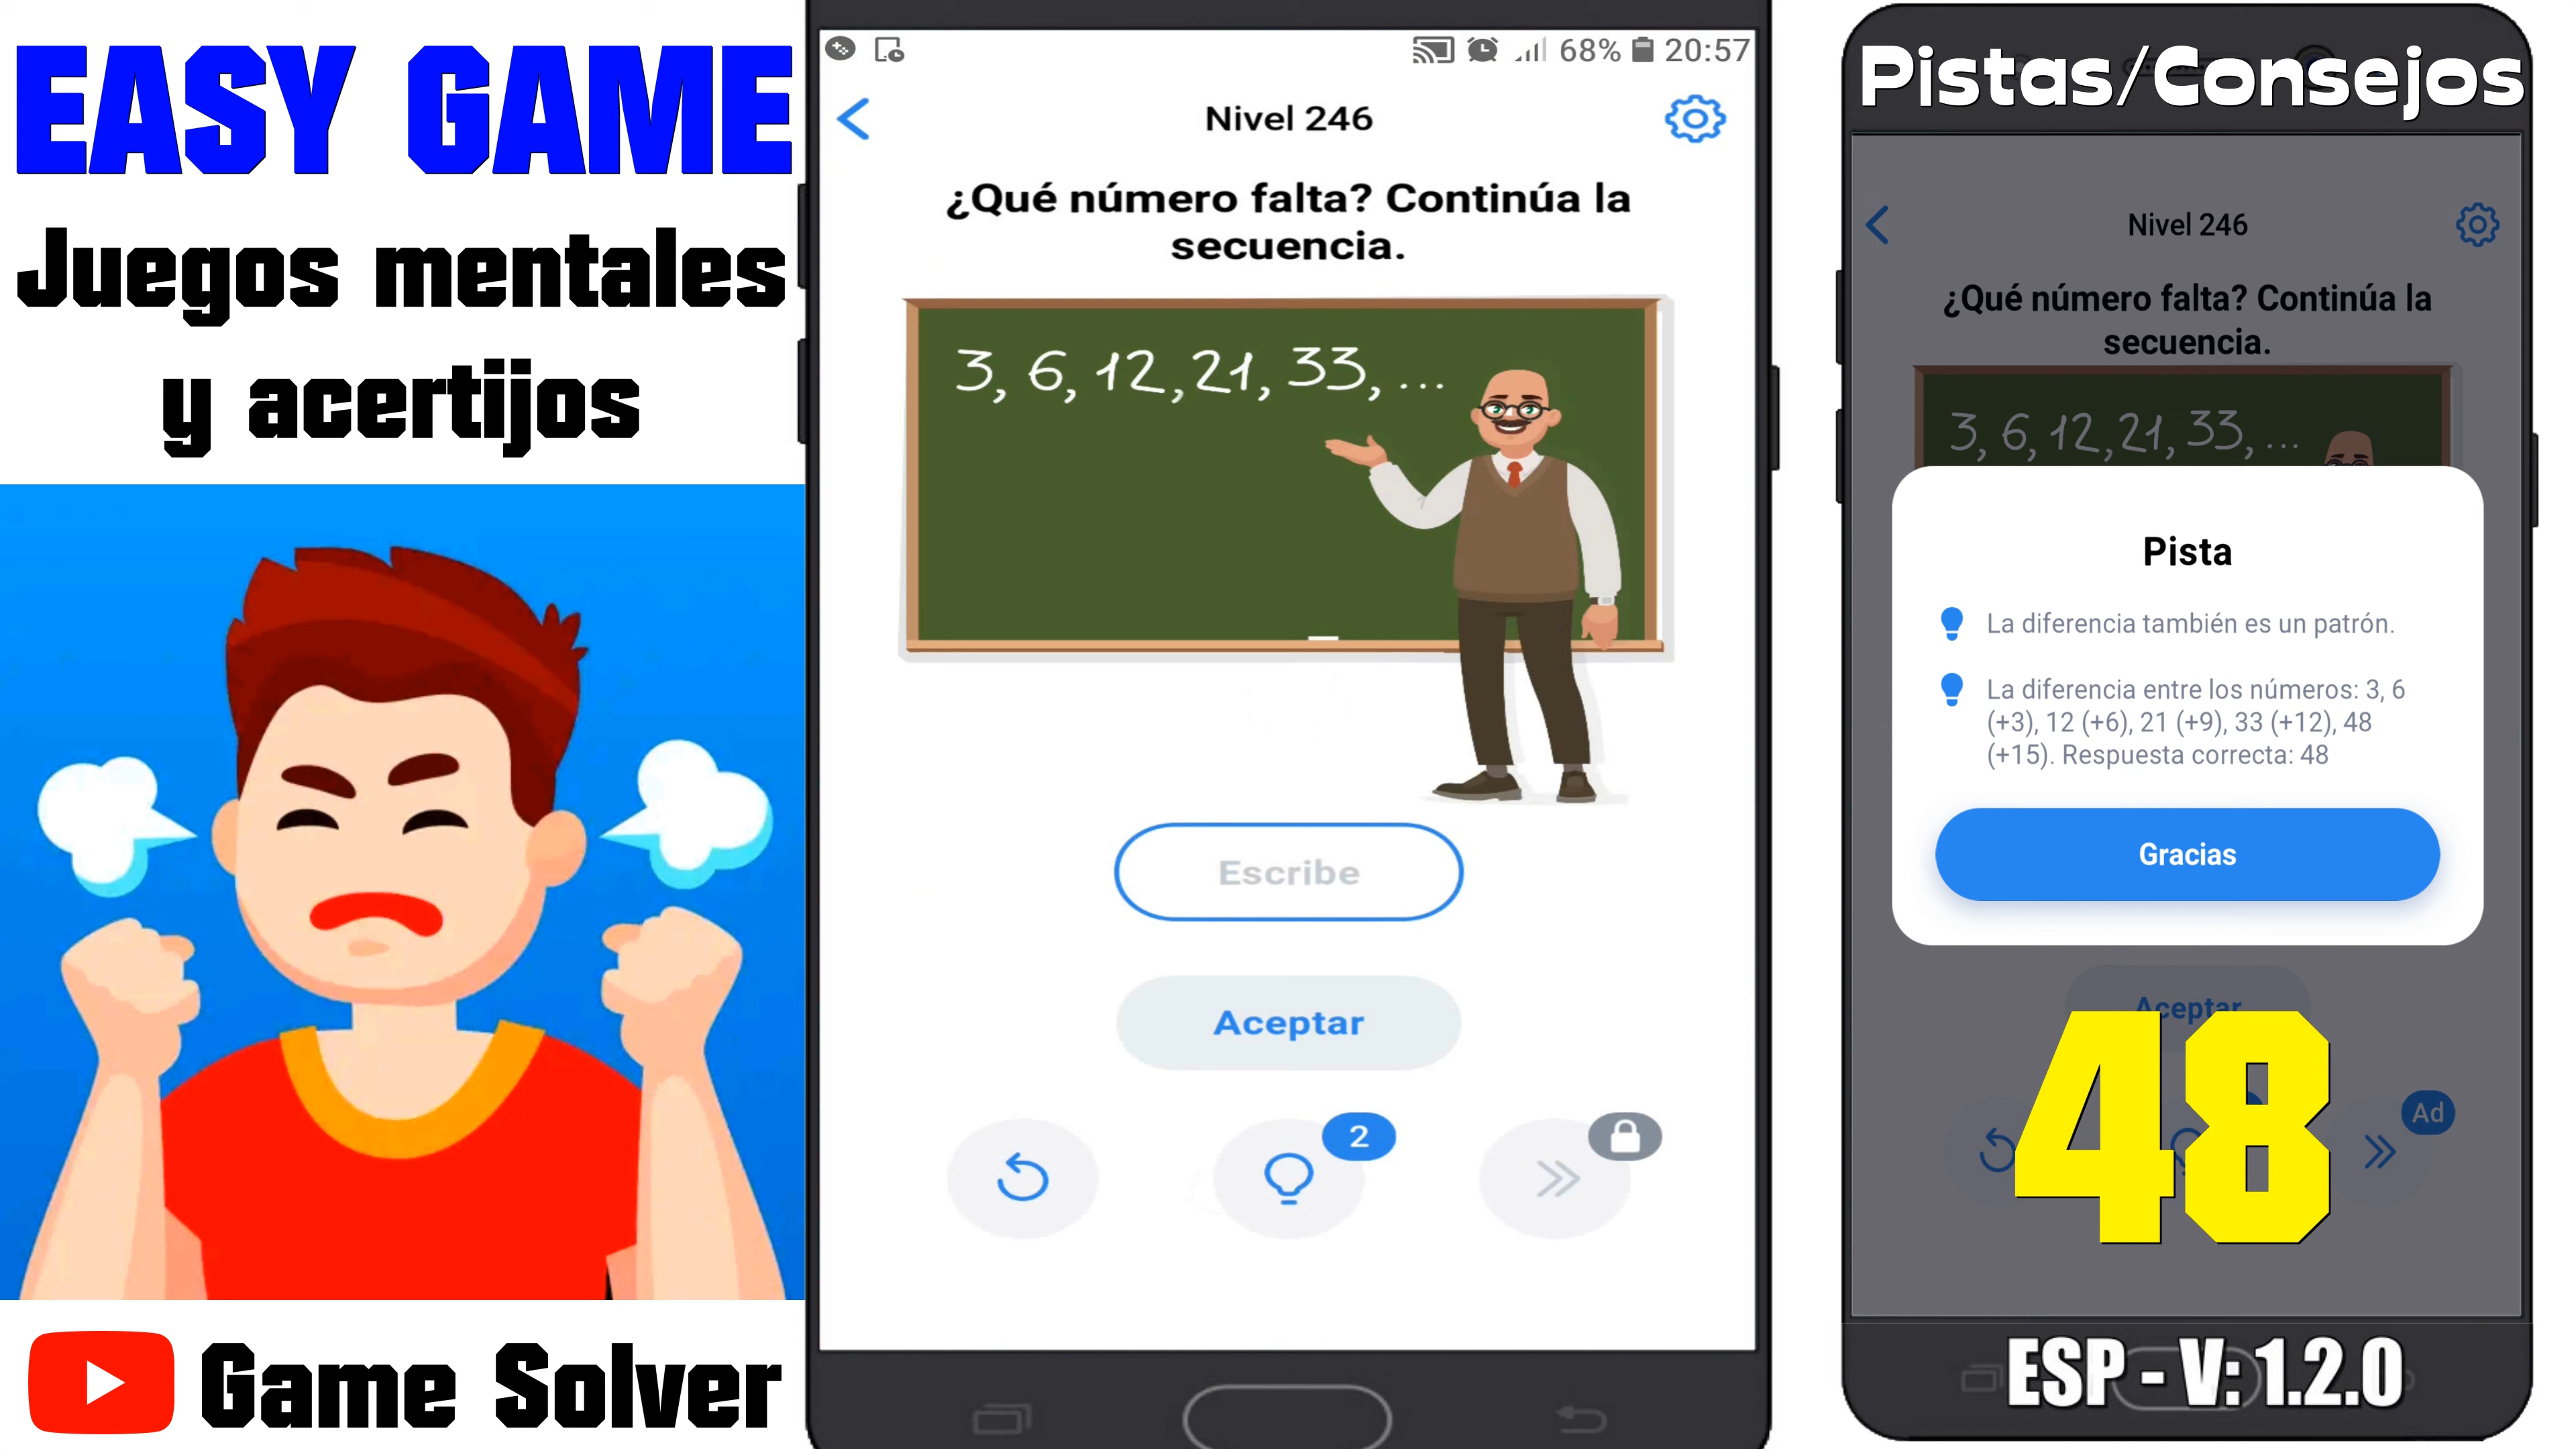 EASY GAME
Juegos mentales
y acertijos
Game Solver
68% 20:57
Nivel 246
¿Qué número falta? Continúa la
secuencia.
3, 6, 12, 21, 33, ...
Escribe
Aceptar
2
Pistas/Consejos
Nivel 246
¿Qué número falta? Continúa la
secuencia.
3, 6, 12, 21, 33, ...
Pista
La diferencia también es un patrón.
La diferencia entre los números: 3, 6
(+3), 12 (+6), 21 (+9), 33 (+12), 48
(+15). Respuesta correcta: 48
Gracias
Aceptar
48
Ad
ESP - V: 1.2.0